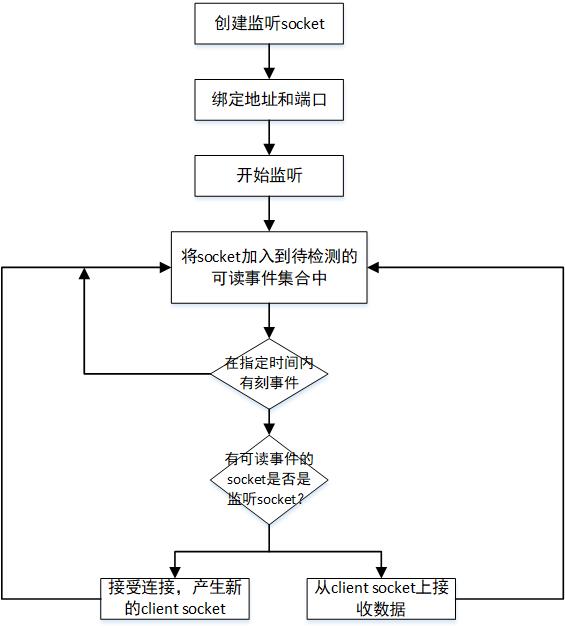 创建监听socket
绑定地址和端口
开始监听
将socket加入到待检测的
可读事件集合中
在指定时间内
有刻事件
有可读事件的
socket是否是
监听socket?
接受连接，产生新
的client socket
从client socket上接
收数据